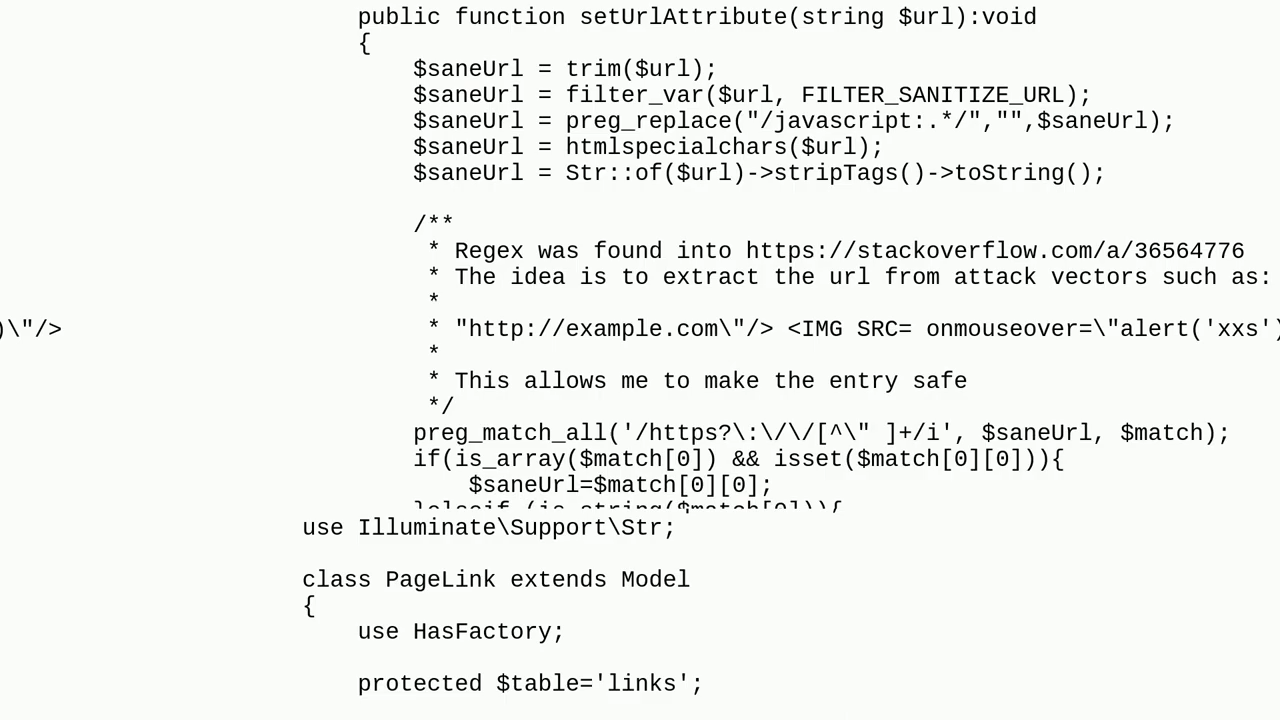 public function setUrlAttribute(string $url):void
{
$saneUrl = trim($url);
$saneUrl = filter_var($url, FILTER_SANITIZE_URL);
$saneUrl = preg_replace("/javascript:.*/","",$saneUrl);
$saneUrl = htmlspecialchars($url);
$saneUrl = Str::of($url)->stripTags()->toString();
/**
* Regex was found into https://stackoverflow.com/a/36564776
* The idea is to extract the url from attack vectors such as:
*
)\"/> * "http://example.com\"/> <IMG SRC= onmouseover=\"alert('xxs')
*
* This allows me to make the entry safe
*/
preg_match_all('/https?\:\/\/[^\" ]+/i', $saneUrl, $match);
if(is_array($match[0]) && isset($match[0][0])){
$saneUrl=$match[0][0];
}elseif (is_string($match[0])){
use Illuminate\Support\Str;
class PageLink extends Model
{
use HasFactory;
protected $table='links';